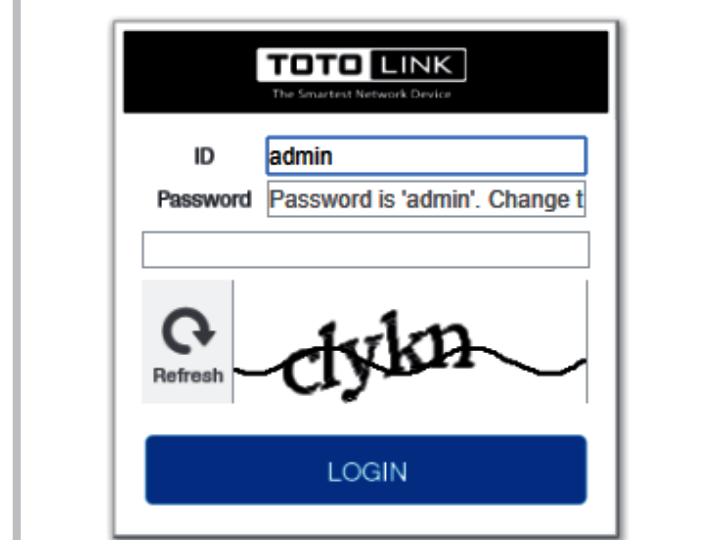 TOTO LINK
The Smartest Network Device
ID admin
Password Password is 'admin'. Change t
clykn
Refresh
LOGIN